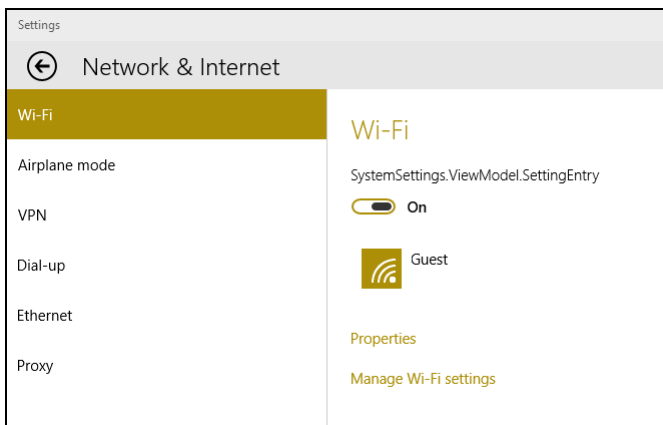 Settings
Network & Internet
Wi-Fi
Airplane mode
VPN
Dial-up
Ethernet
Proxy
Wi-Fi
SystemSettings.ViewModel.SettingEntry
On
Guest
Properties
Manage Wi-Fi settings